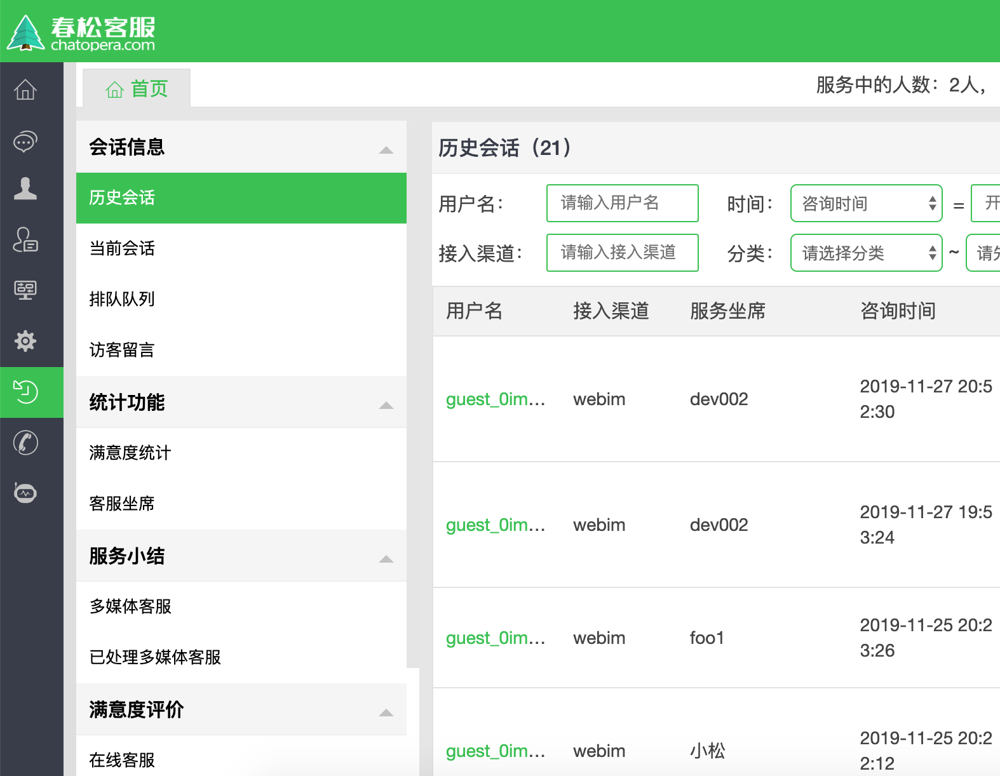 春松客服
chatopera.com
首页
服务中的人数：2人，
会话信息
历史会话
当前会话
排队队列
访客留言
统计功能
满意度统计
客服坐席
服务小结
多媒体客服
已处理多媒体客服
满意度评价
在线客服
历史会话（21）
用户名： 请输入用户名 时间： 咨询时间 = 开
接入渠道： 请输入接入渠道 分类： 请选择分类 ~ 请先
用户名 接入渠道 服务坐席 咨询时间
guest_0im... webim dev002 2019-11-27 20:5
2:30
guest_0im... webim dev002 2019-11-27 19:5
3:24
guest_0im... webim foo1 2019-11-25 20:2
3:26
guest_0im... webim 小松 2019-11-25 20:2
2:12